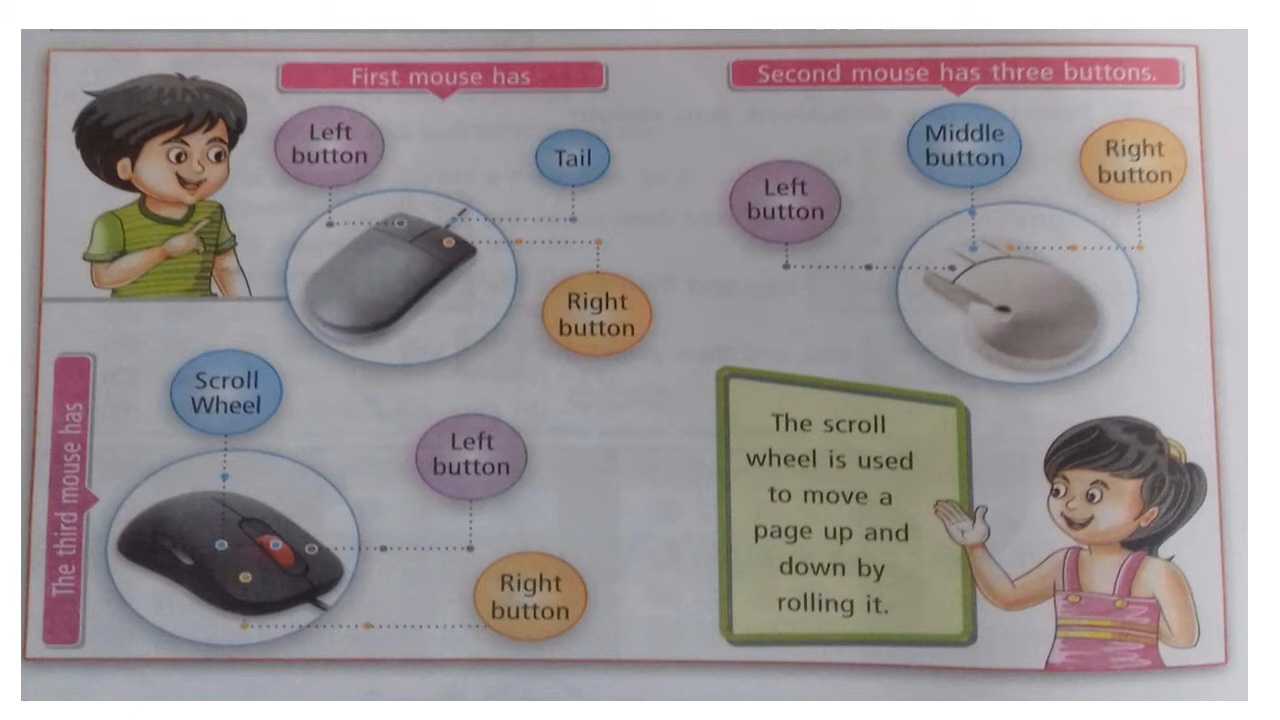 First mouse has
Left
button
Tail
Right
button
Second mouse has three buttons.
Middle
button
Right
button
Left
button
The third mouse has
Scroll
Wheel
Left
button
Right
button
The scroll
wheel is used
to move a
page up and
down by
rolling it.